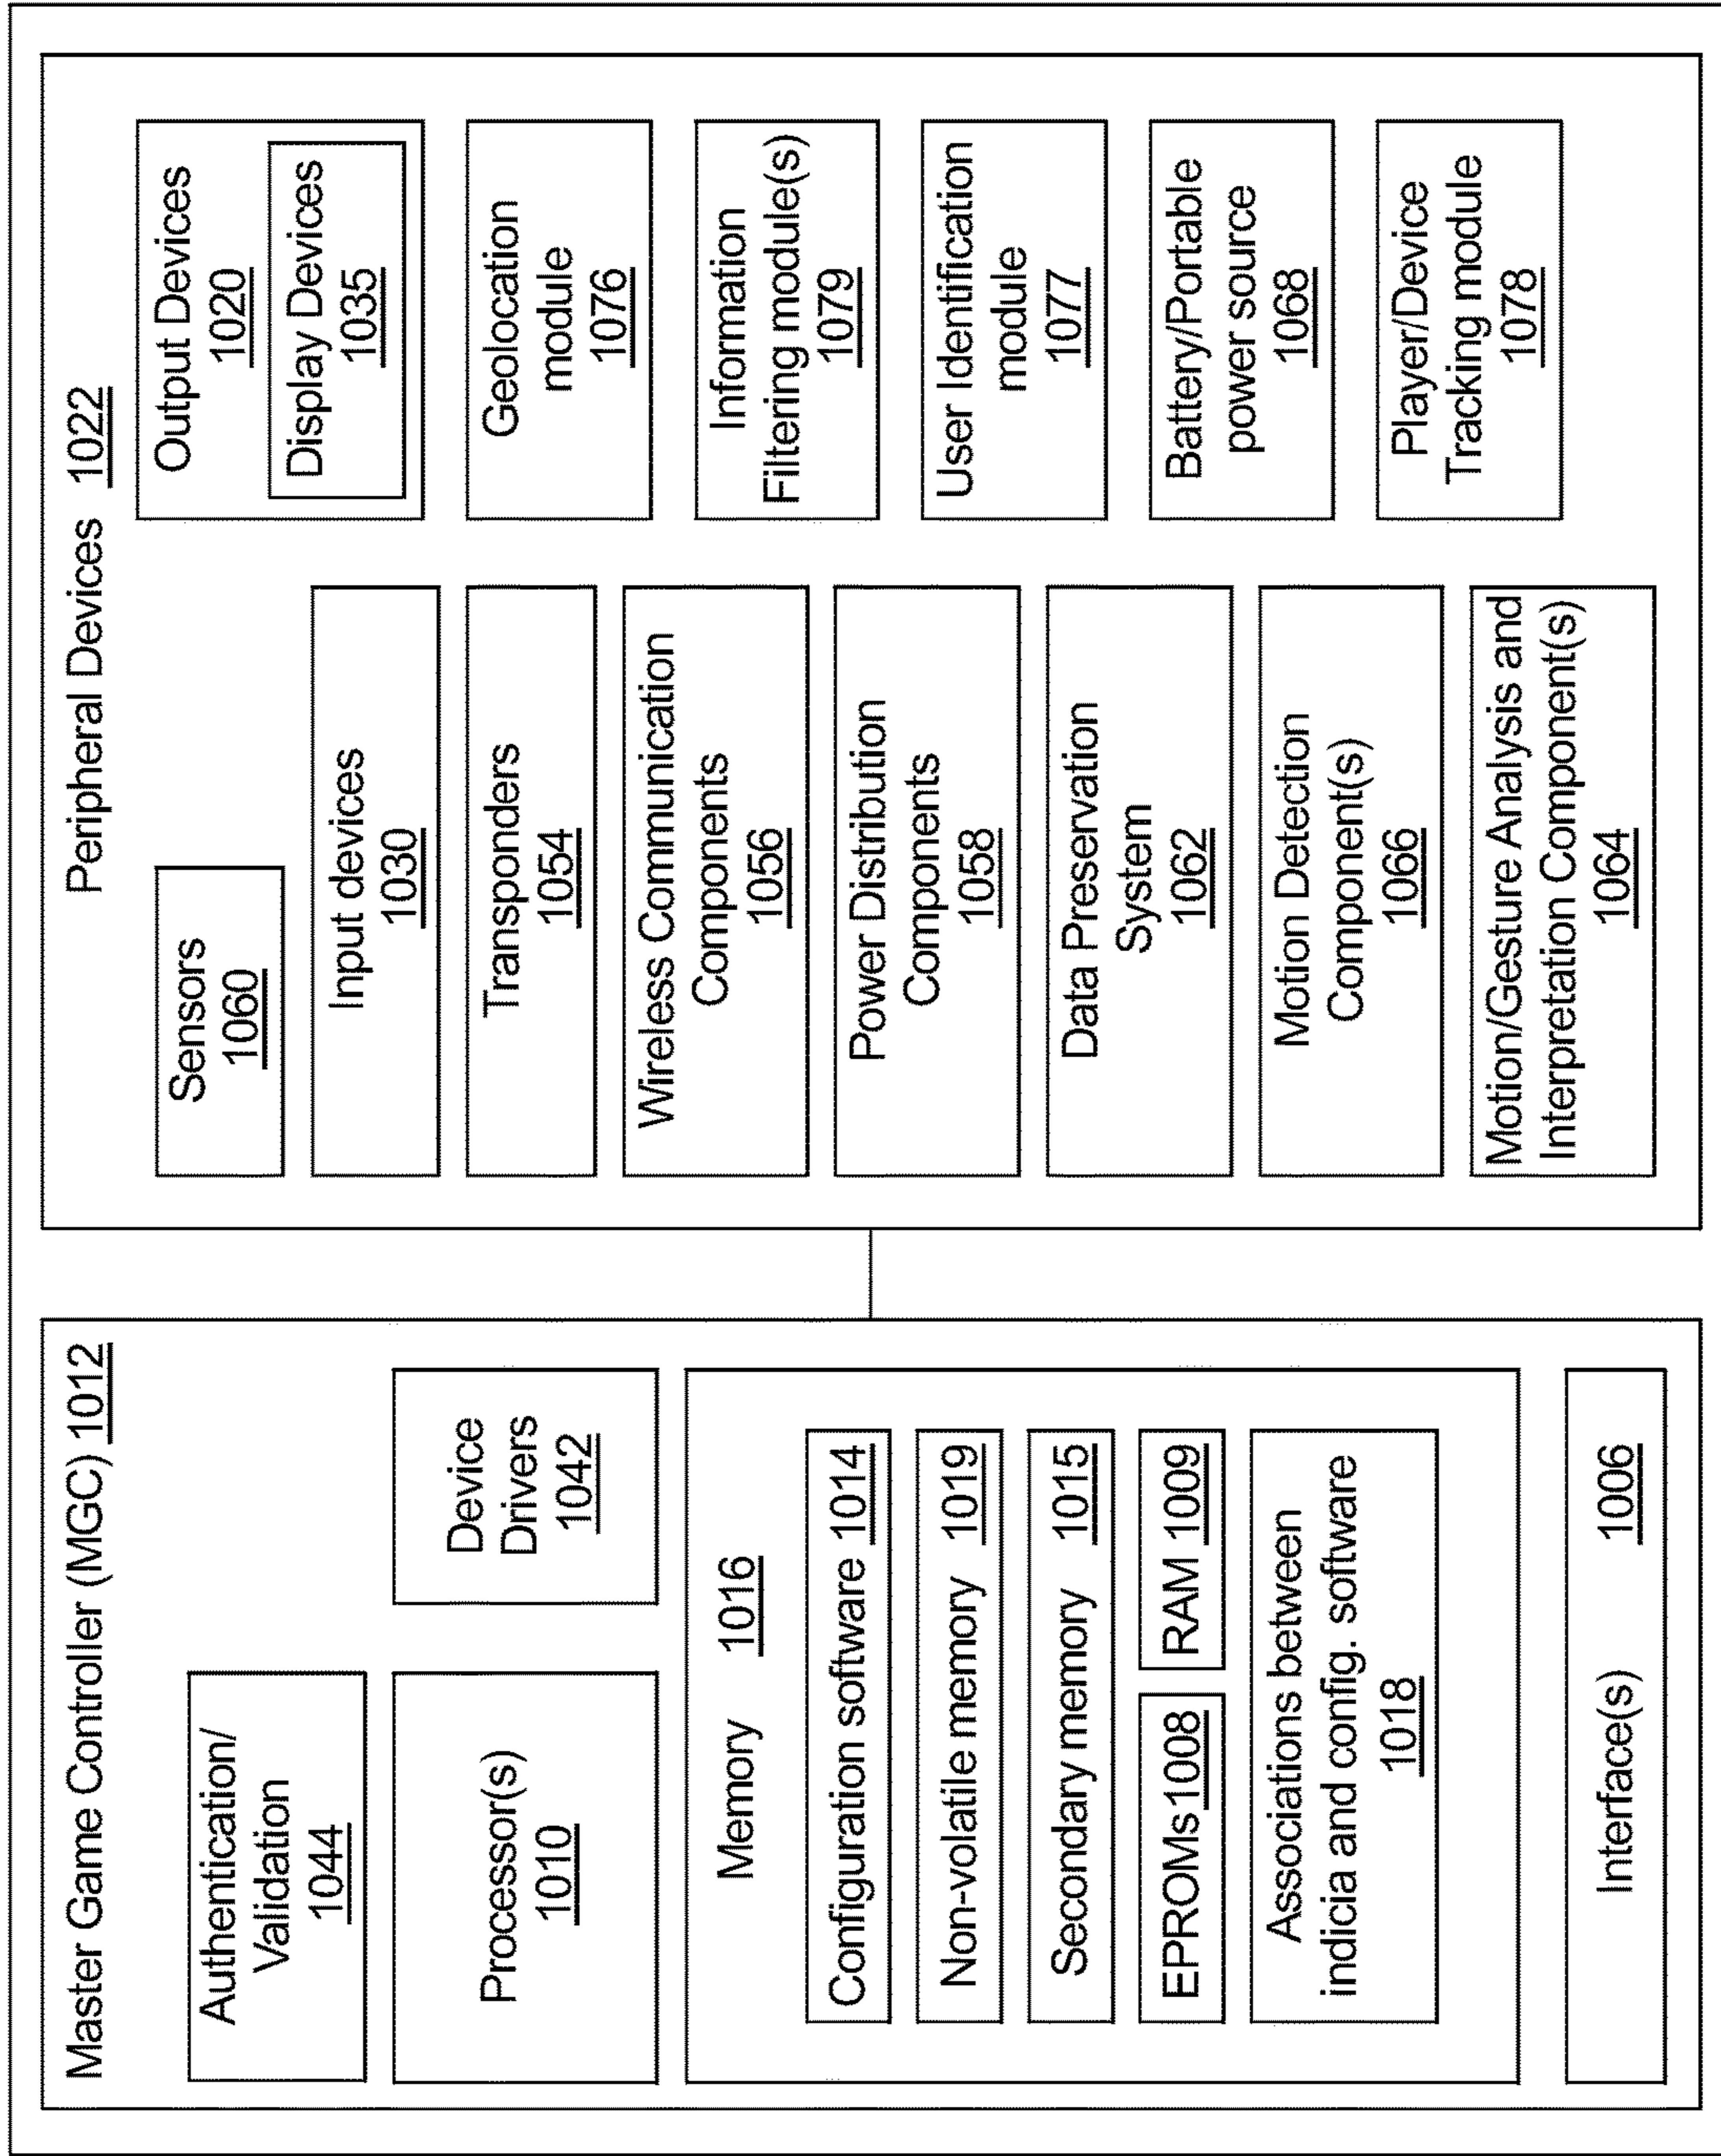 Master Game Controller (MGC) 1012
Authentication/
Validation
1044
Processor(s)
1010
Device
Drivers
1042
Memory 1016
Configuration software 1014
Non-volatile memory 1019
Secondary memory 1015
EPROMs 1008
RAM 1009
Associations between
indicia and config. software
1018
Interface(s) 1006
Peripheral Devices 1022
Sensors
1060
Input devices
1030
Transponders
1054
Wireless Communication
Components
1056
Power Distribution
Components
1058
Data Preservation
System
1062
Motion Detection
Component(s)
1066
Motion/Gesture Analysis and
Interpretation Component(s)
1064
Output Devices
1020
Display Devices
1035
Geolocation
module
1076
Information
Filtering module(s)
1079
User Identification
module
1077
Battery/Portable
power source
1068
Player/Device
Tracking module
1078